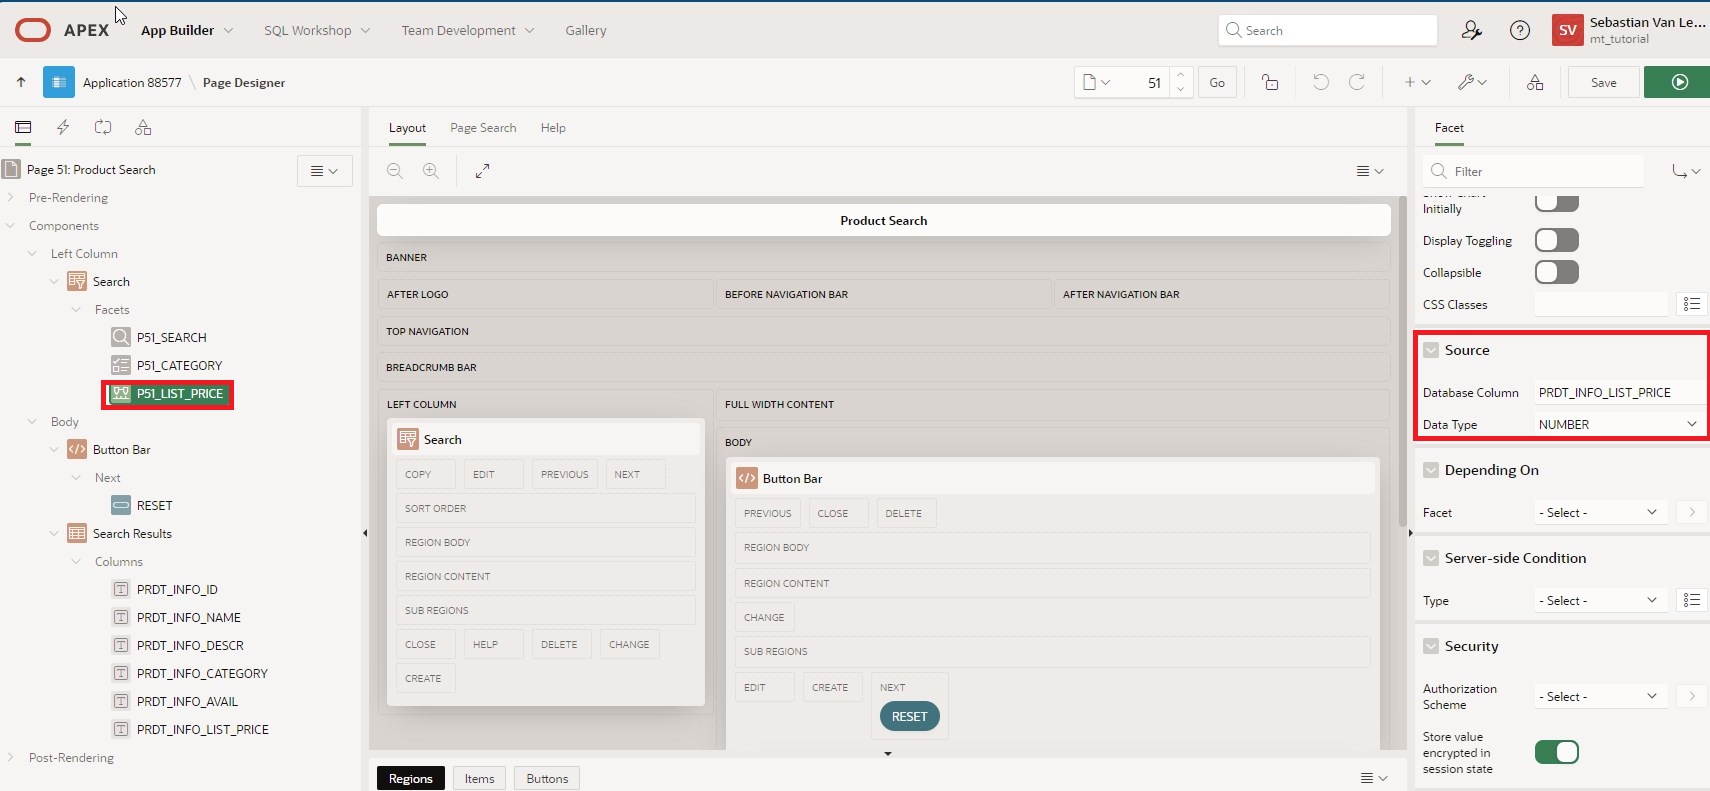 APEX App Builder SQL Workshop Team Development Gallery Search SV Sebastian Van Le...
mt_tutorial
Application 88577 \ Page Designer 51 Go Save
Layout Page Search Help
Facet
Page 51: Product Search
Pre-Rendering
Components
Left Column
Search
Facets
P51_SEARCH
P51_CATEGORY
P51_LIST_PRICE
Body
Button Bar
Next
RESET
Search Results
Columns
PRDT_INFO_ID
PRDT_INFO_NAME
PRDT_INFO_DESCR
PRDT_INFO_CATEGORY
PRDT_INFO_AVAIL
PRDT_INFO_LIST_PRICE
Post-Rendering
Product Search
BANNER
AFTER LOGO BEFORE NAVIGATION BAR AFTER NAVIGATION BAR
TOP NAVIGATION
BREADCRUMB BAR
LEFT COLUMN
Search
COPY EDIT PREVIOUS NEXT
SORT ORDER
REGION BODY
REGION CONTENT
SUB REGIONS
CLOSE HELP DELETE CHANGE
CREATE
FULL WIDTH CONTENT
BODY
Button Bar
PREVIOUS CLOSE DELETE
REGION BODY
REGION CONTENT
CHANGE
SUB REGIONS
EDIT CREATE NEXT
RESET
Regions Items Buttons
Filter
Initially
Display Toggling
Collapsible
CSS Classes
Source
Database Column PRDT_INFO_LIST_PRICE
Data Type NUMBER
Depending On
Facet - Select -
Server-side Condition
Type - Select -
Security
Authorization
Scheme - Select -
Store value
encrypted in
session state